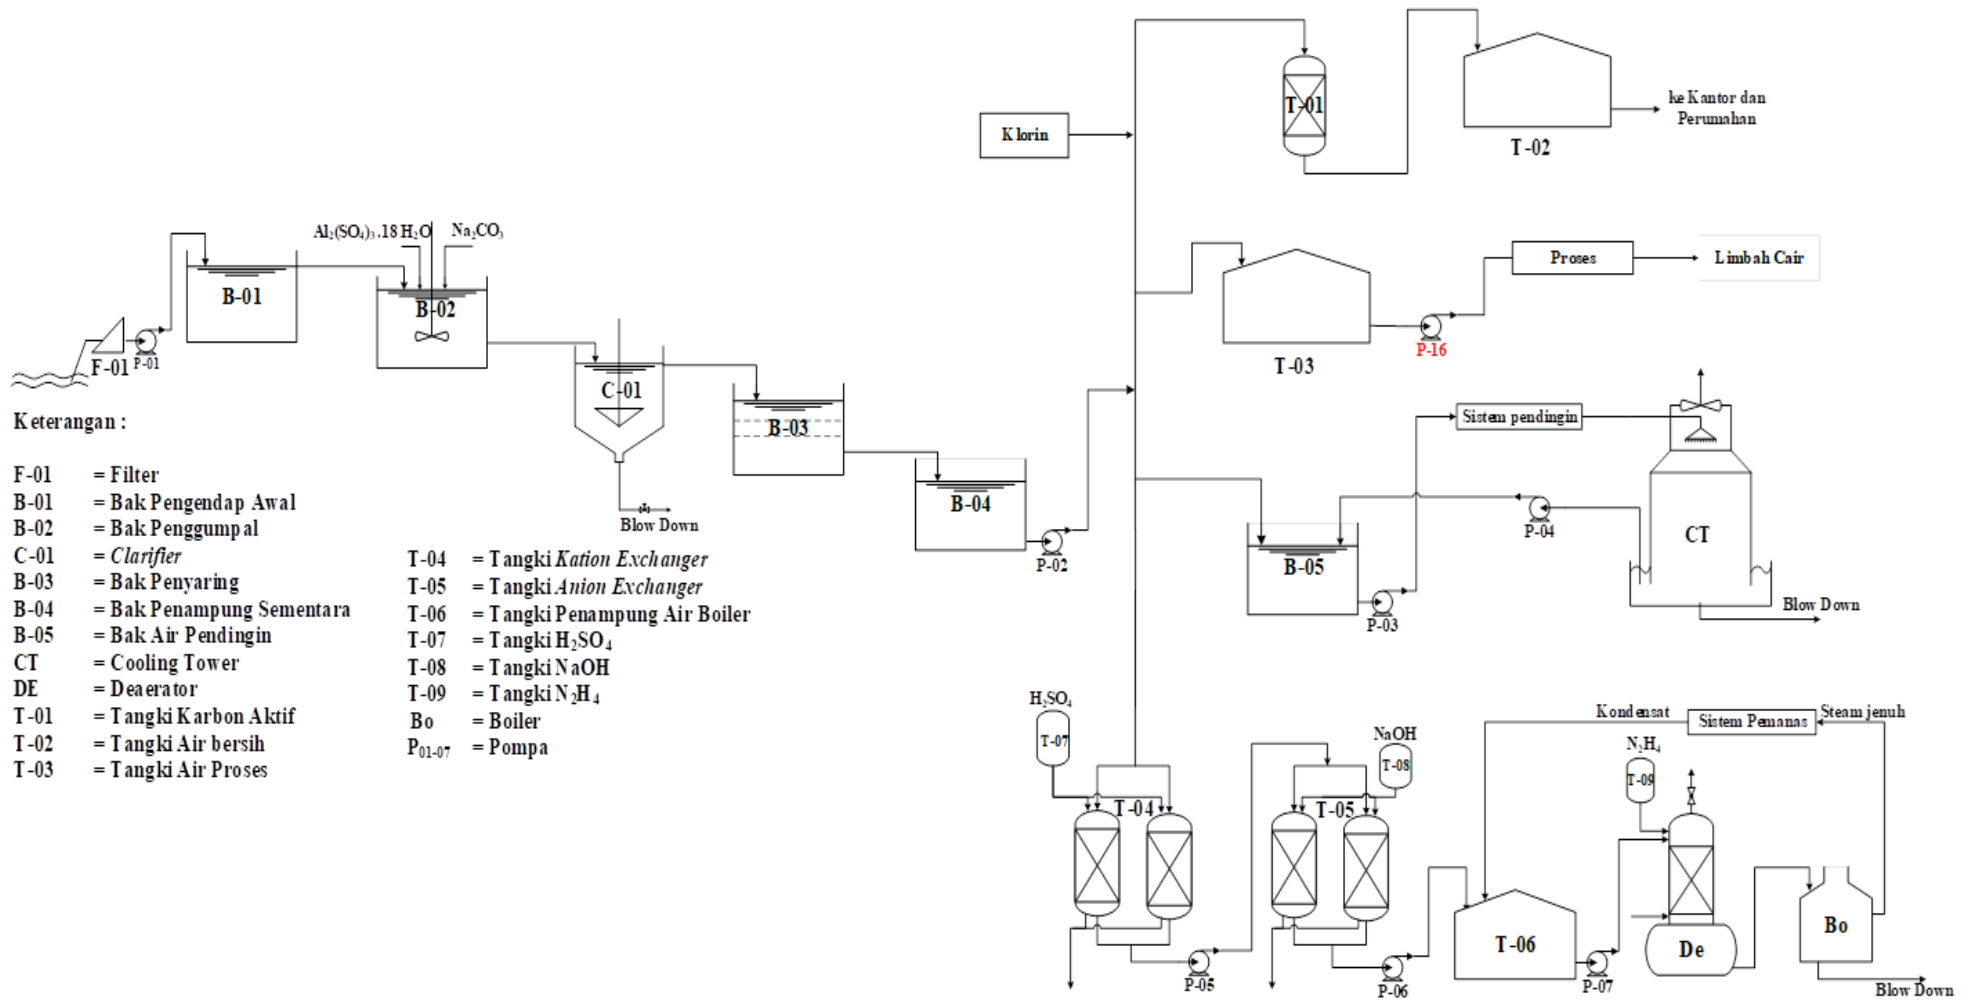 T-01
T-02
ke Kantor dan
Perumahan
Klorin
Al₂(SO₄)₃.18 H₂O
Na₂CO₃
B-01
B-02
F-01
P-01
C-01
Blow Down
B-03
B-04
P-02
T-03
P-16
Proses
Limbah Cair
Sistem pendingin
B-05
P-03
P-04
CT
Blow Down
Keterangan :
F-01 = Filter
B-01 = Bak Pengendap Awal
B-02 = Bak Penggumpal
C-01 = Clarifier
B-03 = Bak Penyaring
B-04 = Bak Penampung Sementara
B-05 = Bak Air Pendingin
CT = Cooling Tower
DE = Deaerator
T-01 = Tangki Karbon Aktif
T-02 = Tangki Air bersih
T-03 = Tangki Air Proses
T-04 = Tangki Kation Exchanger
T-05 = Tangki Anion Exchanger
T-06 = Tangki Penampung Air Boiler
T-07 = Tangki H₂SO₄
T-08 = Tangki NaOH
T-09 = Tangki N₂H₄
Bo = Boiler
P₀₁₋₀₇ = Pompa
H₂SO₄
T-07
T-04
P-05
NaOH
T-08
T-05
P-06
Kondensat
Sistem Pemanas
Steam jenuh
N₂H₄
T-09
T-06
P-07
De
Bo
Blow Down